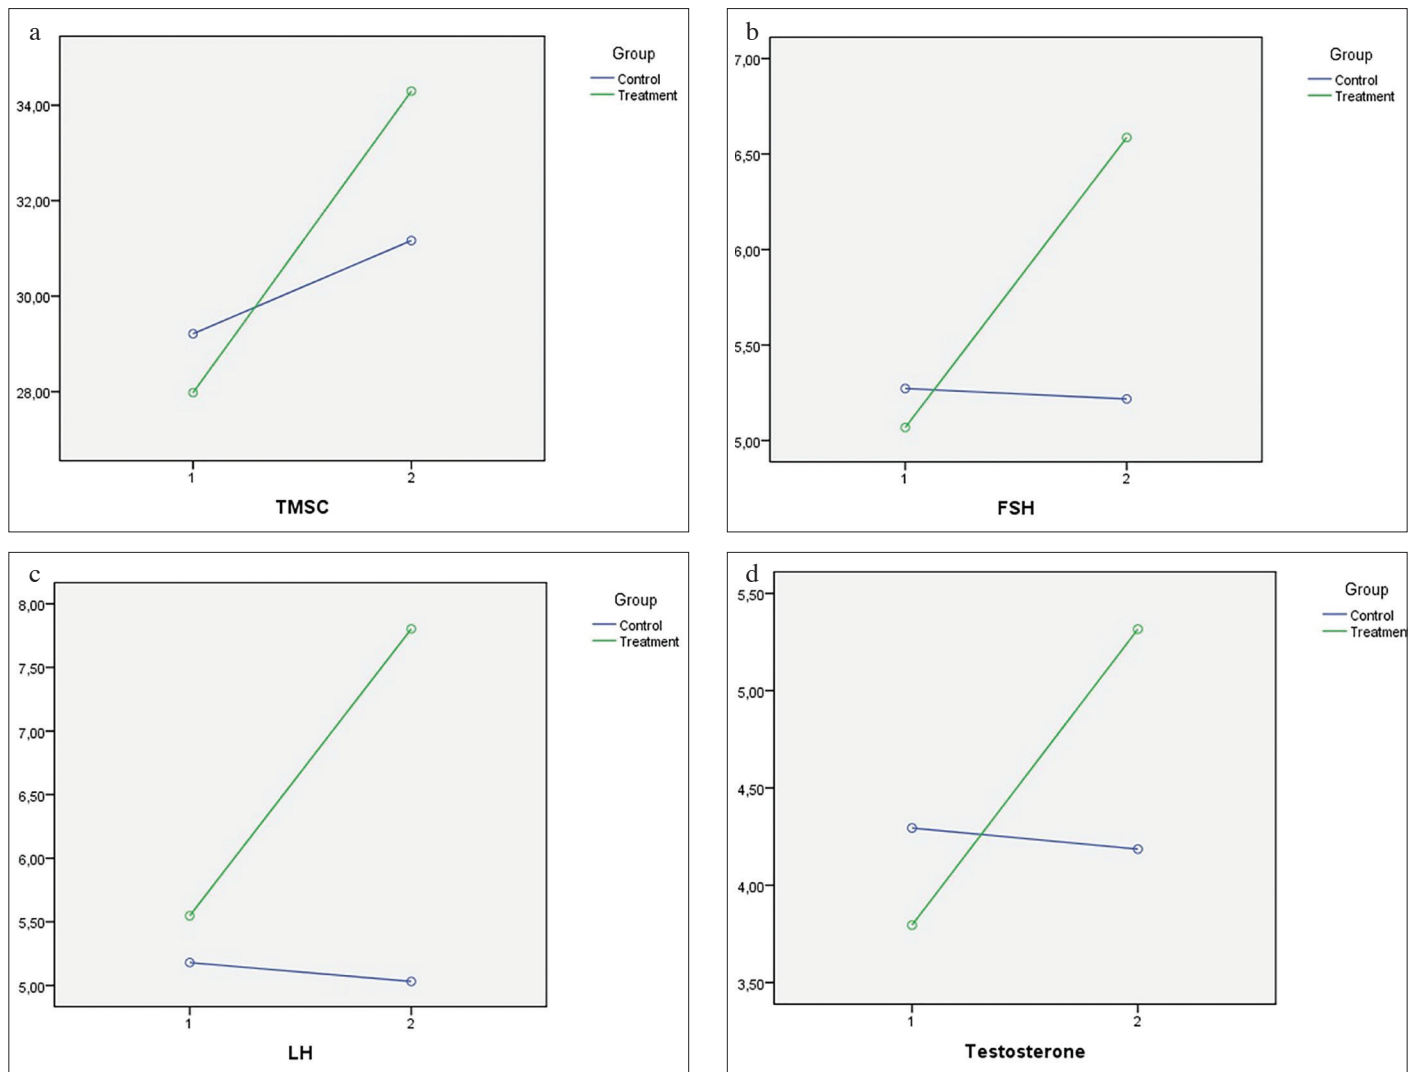 a
Group
Control
Treatment
34,00
32,00
30,00
28,00
1 2
TMSC
b
Group
Control
Treatment
7,00
6,50
6,00
5,50
5,00
1 2
FSH
c
Group
Control
Treatment
8,00
7,50
7,00
6,50
6,00
5,50
5,00
1 2
LH
d
Group
Control
Treatmen
5,50
5,00
4,50
4,00
3,50
1 2
Testosterone